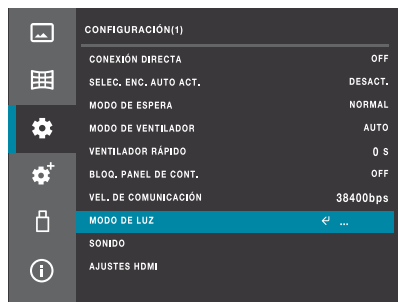 CONFIGURACIÓN(1)
CONEXIÓN DIRECTA OFF
SELEC. ENC. AUTO ACT. DESACT.
MODO DE ESPERA NORMAL
MODO DE VENTILADOR AUTO
VENTILADOR RÁPIDO 0 S
BLOQ. PANEL DE CONT. OFF
VEL. DE COMUNICACIÓN 38400bps
MODO DE LUZ ↵ ...
SONIDO
AJUSTES HDMI